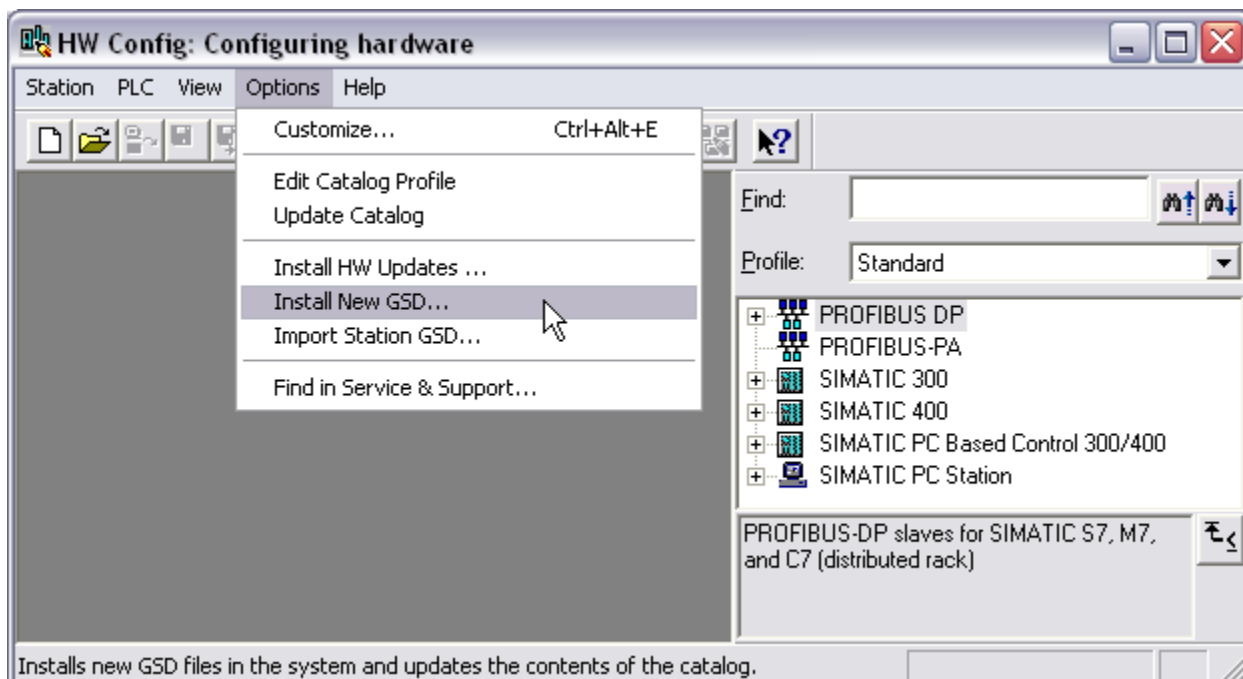 HW Config: Configuring hardware
Station PLC View Options Help
Customize... Ctrl+Alt+E
Edit Catalog Profile
Update Catalog
Install HW Updates ...
Install New GSD...
Import Station GSD...
Find in Service & Support...
Find:
Profile: Standard
PROFIBUS DP
PROFIBUS-PA
SIMATIC 300
SIMATIC 400
SIMATIC PC Based Control 300/400
SIMATIC PC Station
PROFIBUS-DP slaves for SIMATIC S7, M7,
and C7 (distributed rack)
Installs new GSD files in the system and updates the contents of the catalog.